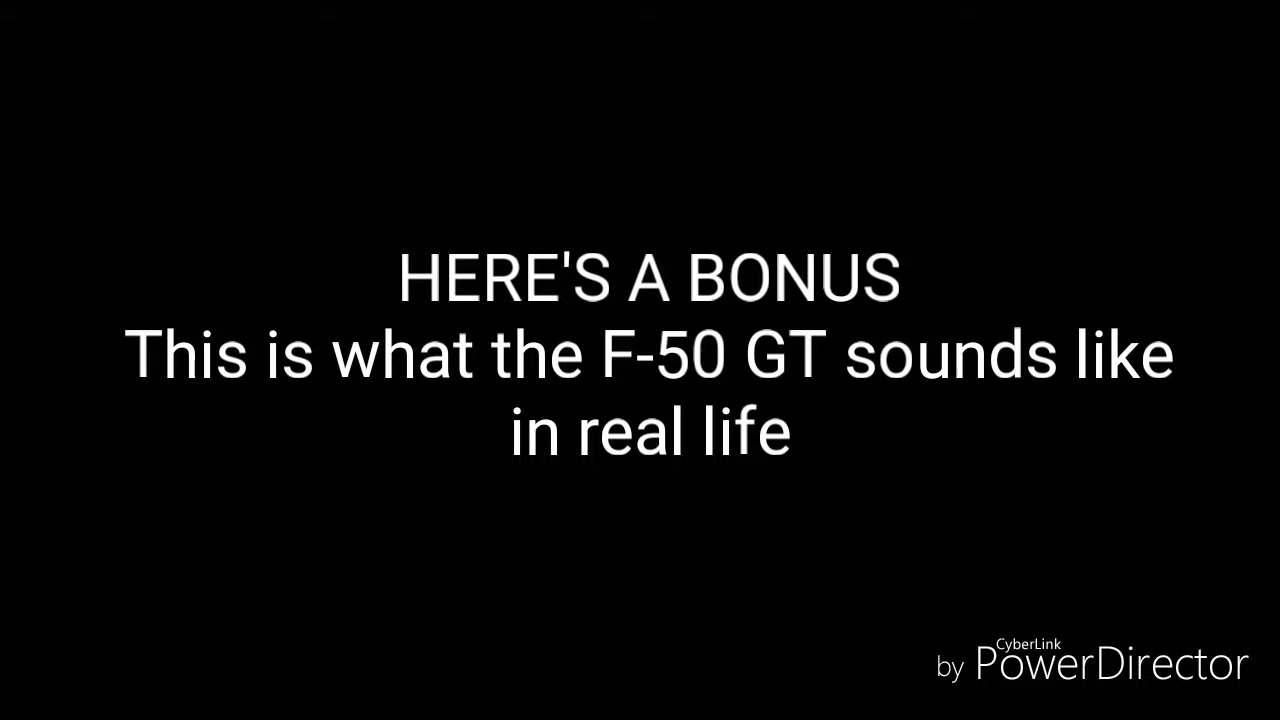 HERE'S A BONUS
This is what the F-50 GT sounds like
in real life
CyberLink
by PowerDirector